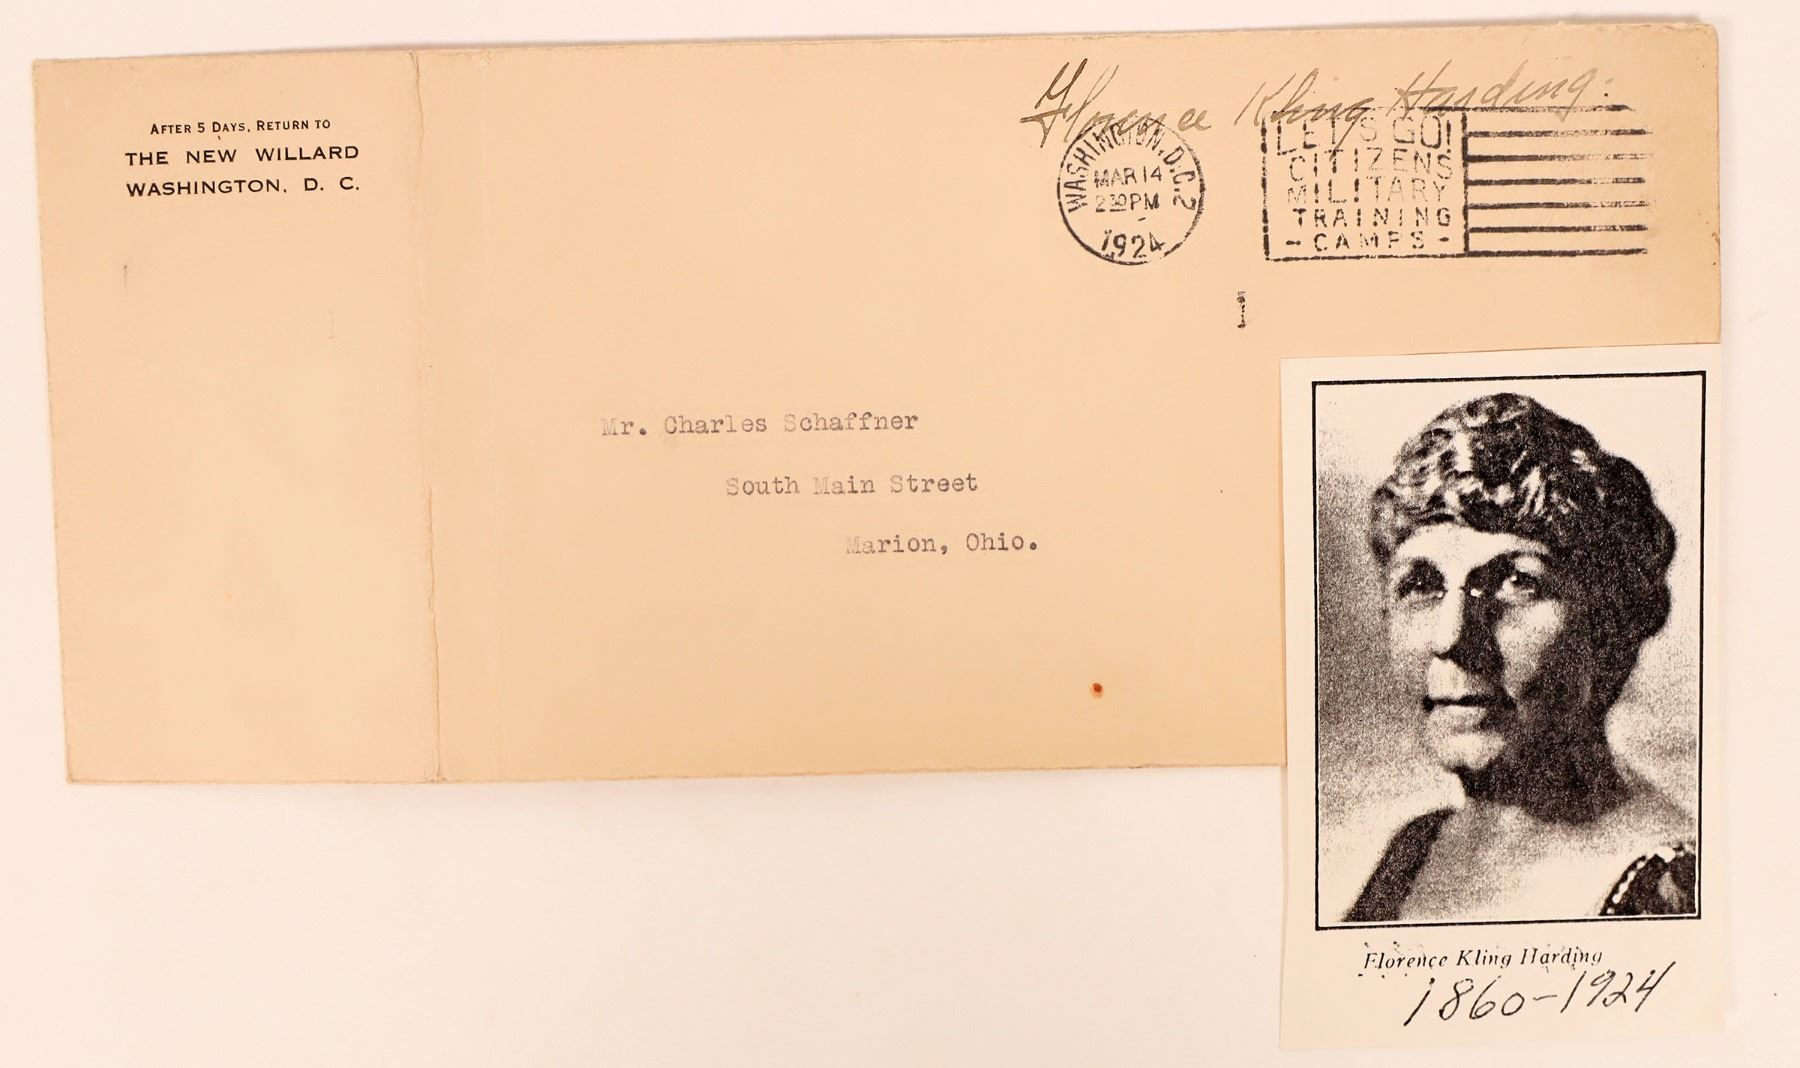 AFTER 5 DAYS, RETURN TO
THE NEW WILLARD
WASHINGTON, D. C.
Florence Kling Harding.
WASHINGTON, D.C. 2
MAR 14
2 30 PM
1924
LET'S GO!
CITIZENS
MILITARY
TRAINING
- CAMPS -
Mr. Charles Schaffner
South Main Street
Marion, Ohio.
Florence Kling Harding
1860-1924